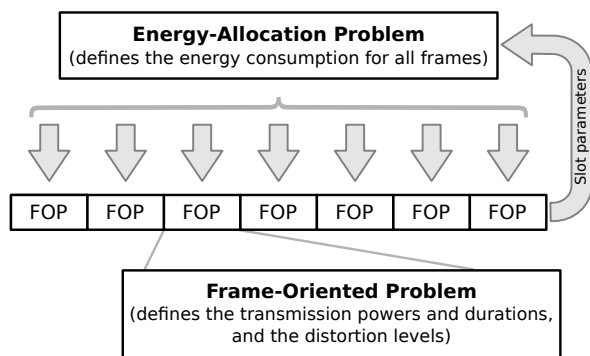 Energy-Allocation Problem
(defines the energy consumption for all frames)
Slot parameters
FOP FOP FOP FOP FOP FOP FOP
Frame-Oriented Problem
(defines the transmission powers and durations,
and the distortion levels)